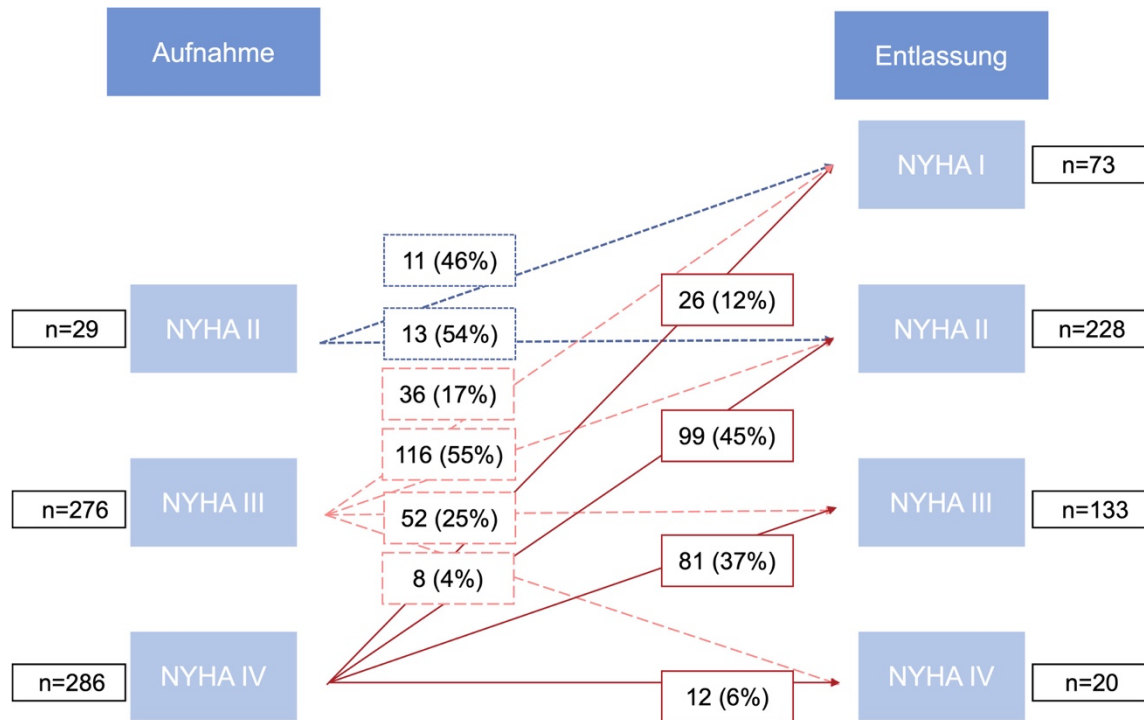 Aufnahme
Entlassung
NYHA I
n=73
11 (46%)
26 (12%)
n=29
NYHA II
13 (54%)
NYHA II
n=228
36 (17%)
116 (55%)
99 (45%)
n=276
NYHA III
52 (25%)
NYHA III
n=133
8 (4%)
81 (37%)
n=286
NYHA IV
12 (6%)
NYHA IV
n=20